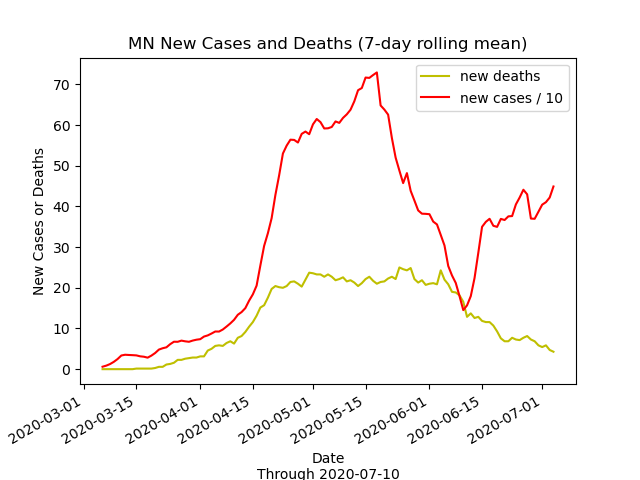 MN New Cases and Deaths (7-day rolling mean)
new deaths
new cases / 10
New Cases or Deaths
70
60
50
40
30
20
10
0
2020-03-01
2020-03-15
2020-04-01
2020-04-15
2020-05-01
2020-05-15
2020-06-01
2020-06-15
2020-07-01
Date
Through 2020-07-10